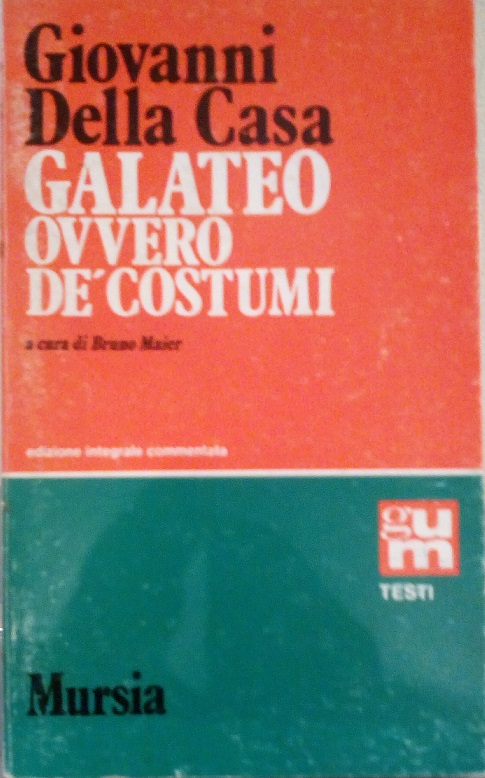 Giovanni
Della Casa
GALATEO
OVVERO
DE'COSTUMI
a cura di Bruno Maier
edizione integrale commentata
gum
TESTI
Mursia